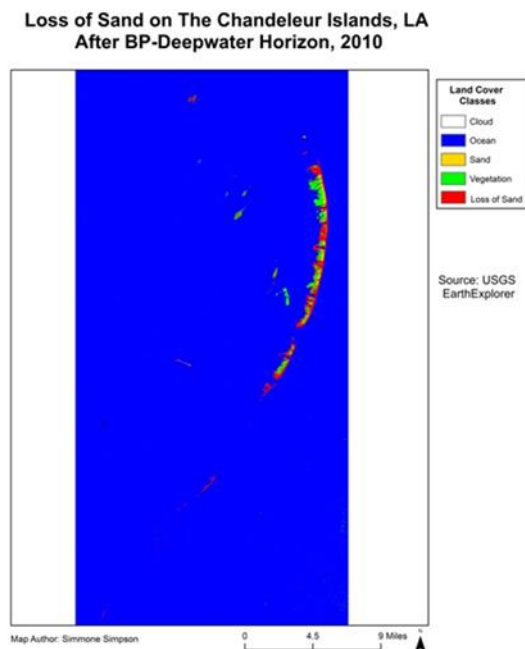 Loss of Sand on The Chandeleur Islands, LA
After BP-Deepwater Horizon, 2010
Land Cover
Classes
Cloud
Ocean
Sand
Vegetation
Loss of Sand
Source: USGS
EarthExplorer
Map Author: Simmone Simpson
0 4.5 9 Miles
N